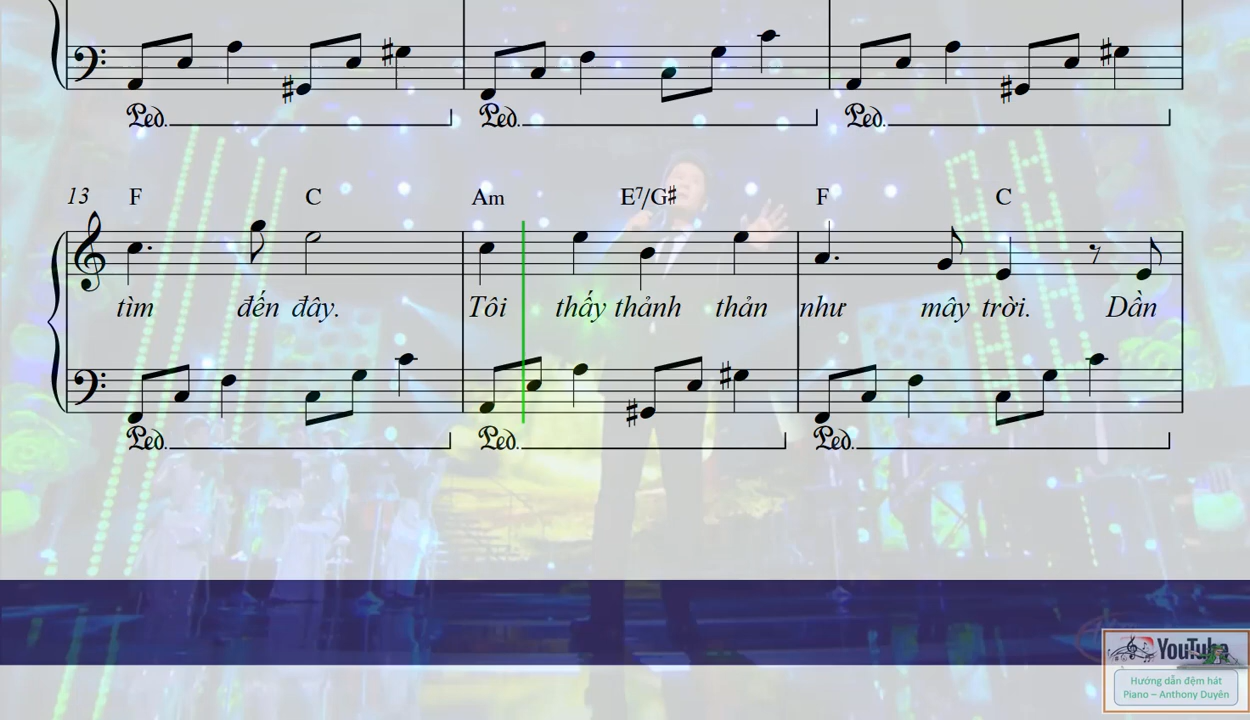 13 F C Am E7/G# F C
tìm đến đây. Tôi thấy thảnh thản như mây trời. Dần
YouTube
Hướng dẫn đệm hát
Piano – Anthony Duyên